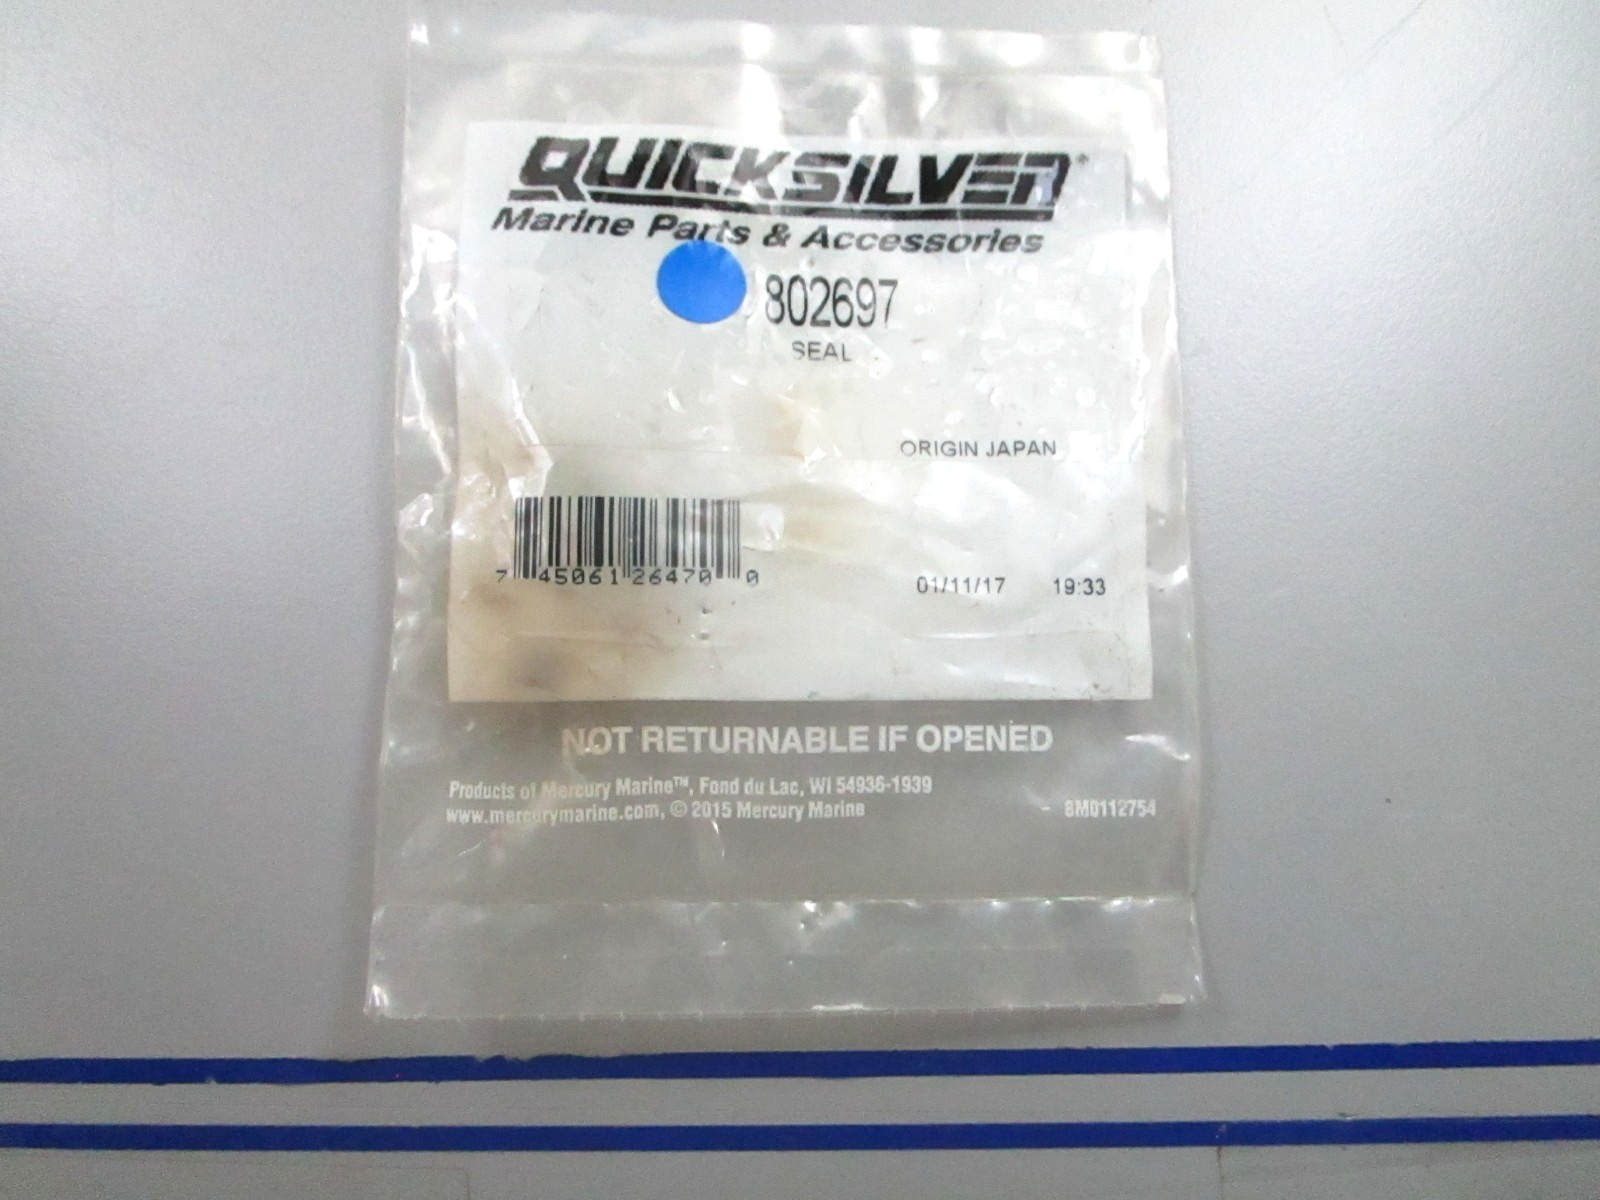 QUICKSILVER®
Marine Parts & Accessories
802697
SEAL
ORIGIN JAPAN
7 45061 26470 0
01/11/17 19:33
NOT RETURNABLE IF OPENED
Products of Mercury Marine™, Fond du Lac, WI 54936-1939
www.mercurymarine.com, © 2015 Mercury Marine 8M0112754